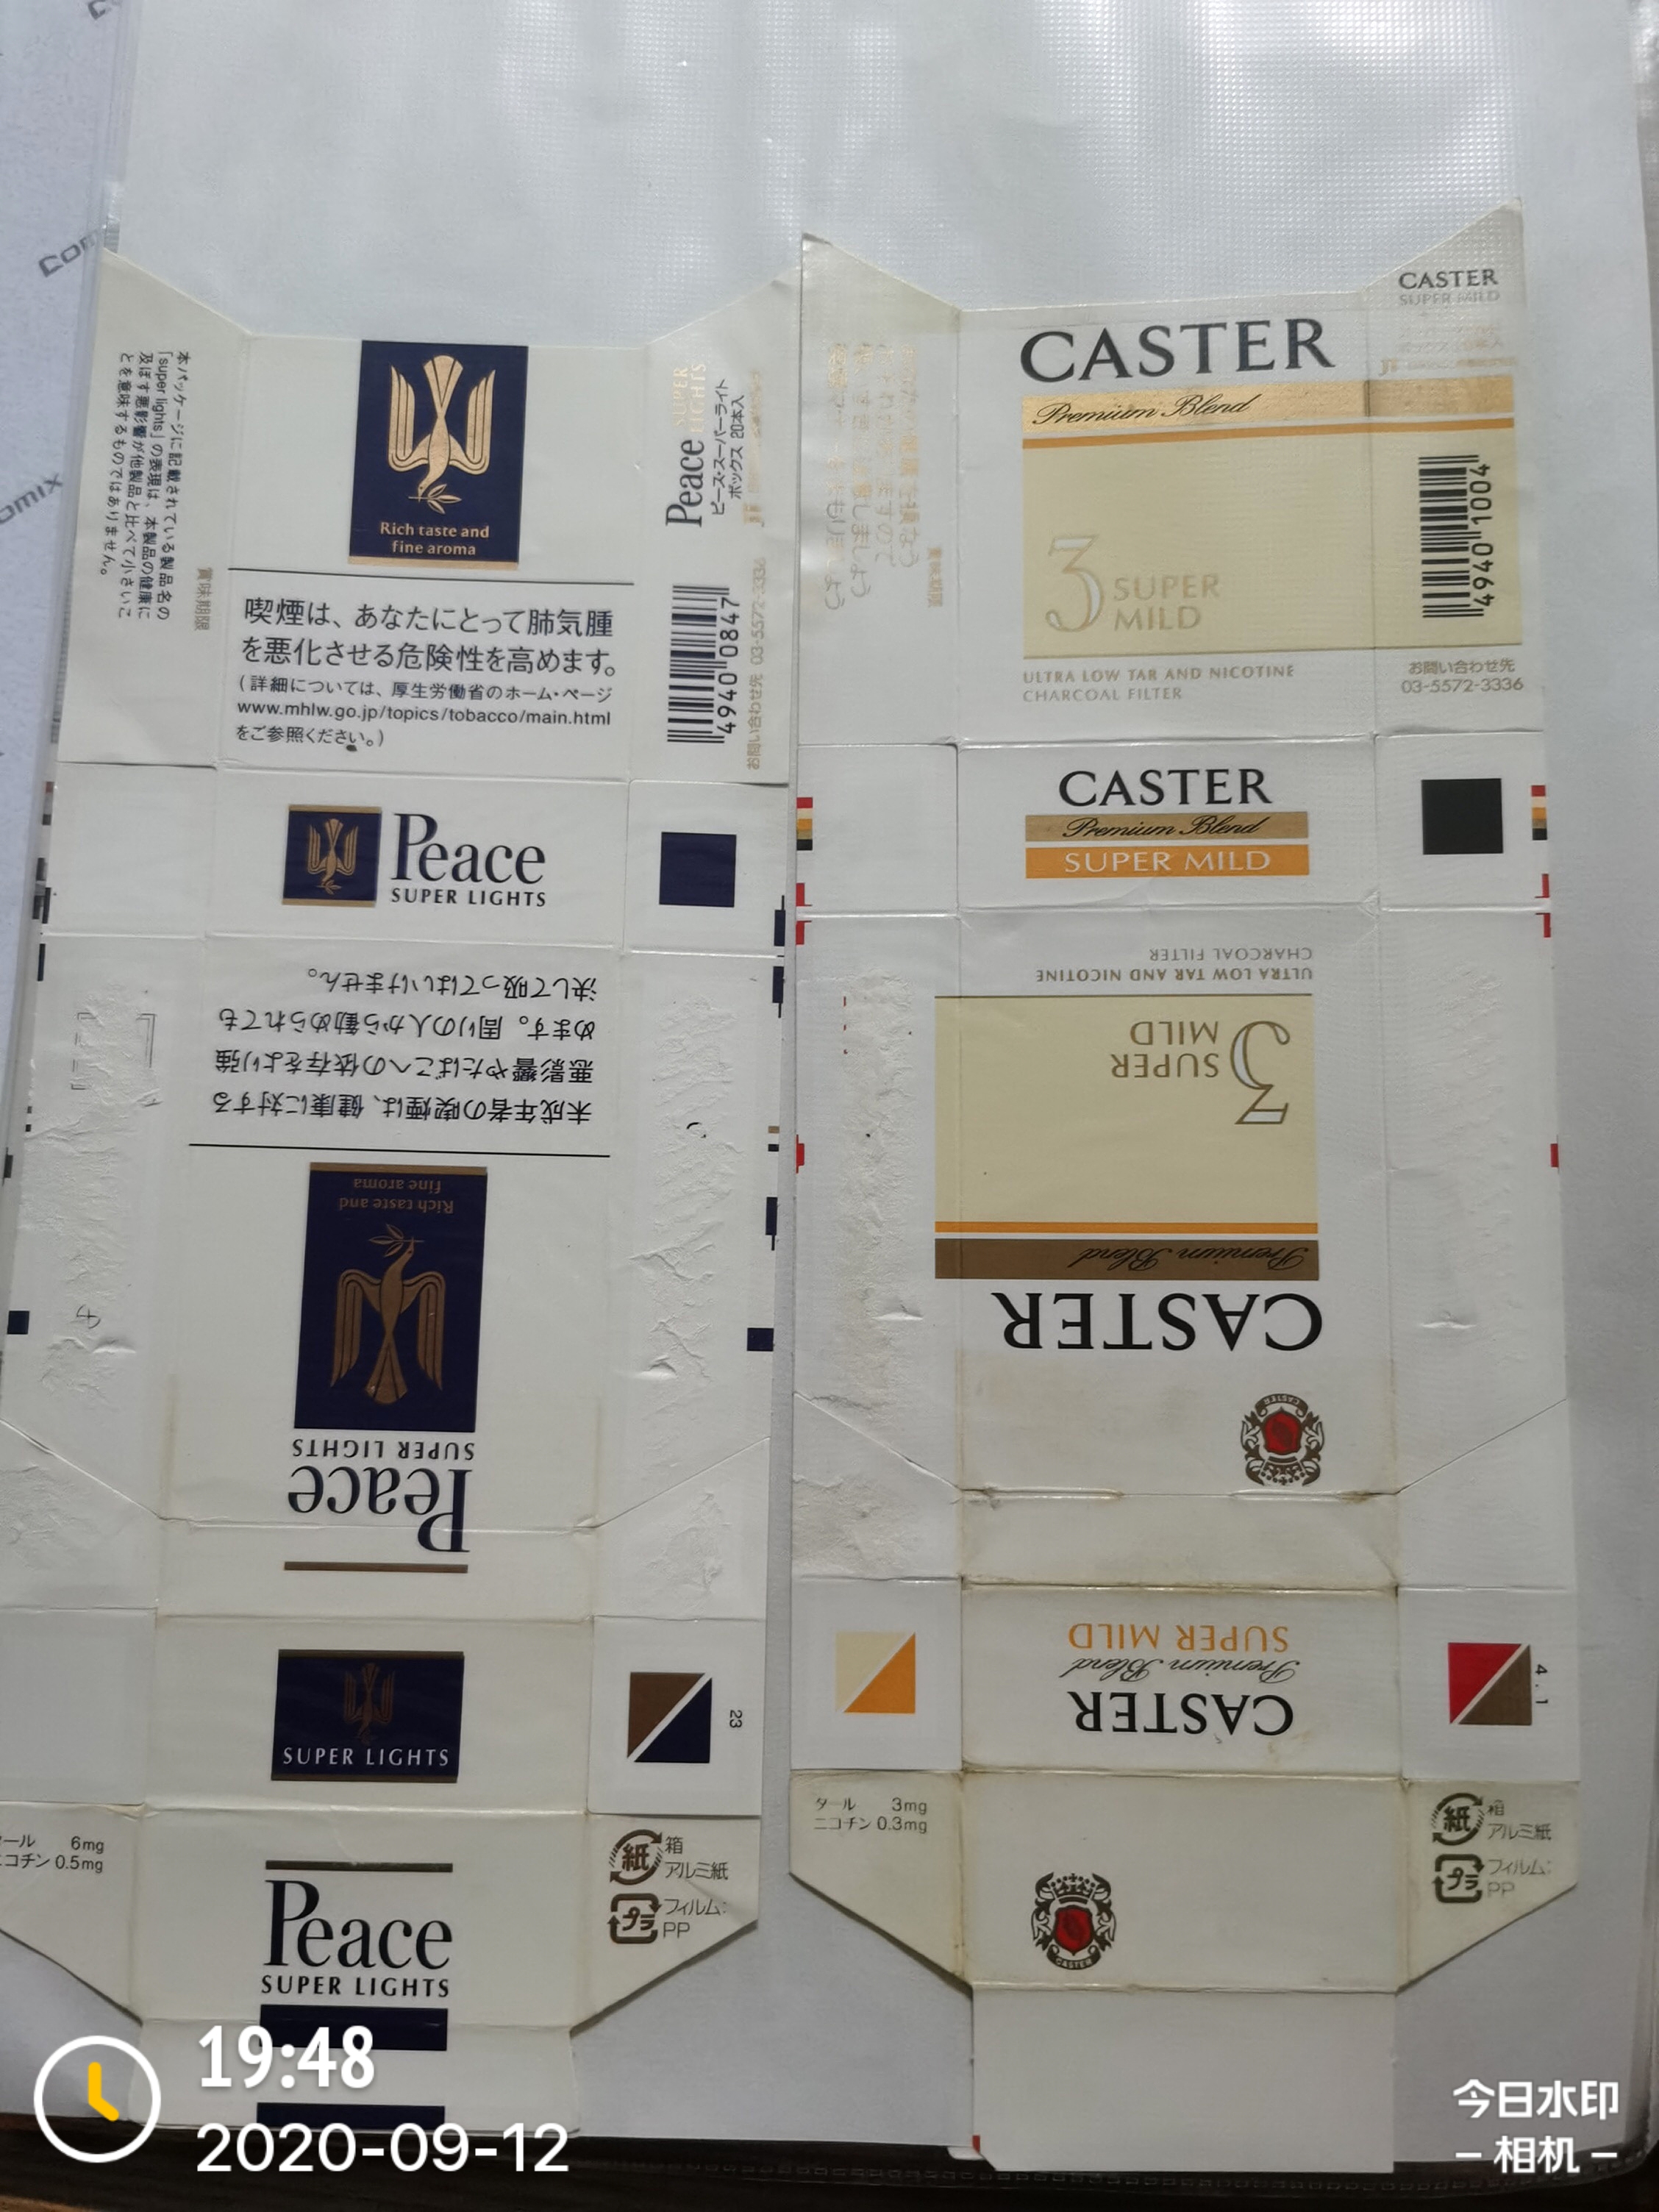 comix
本パッケージに記載されている製品名の
「super lights」の表現は、本製品の健康に
及ぼす悪影響が他製品と比べて小さいこ
とを意味するものではありません。
賞味期限
Rich taste and
fine aroma
喫煙は、あなたにとって肺気腫
を悪化させる危険性を高めます。
(詳細については、厚生労働省のホーム・ページ
www.mhlw.go.jp/topics/tobacco/main.html
をご参照ください。)
Peace SUPER LIGHTS
ピース・スーパーライト
ボックス 20本入
49400847
お問い合わせ先 03-5572-3336
Peace
SUPER LIGHTS
未成年者の喫煙は、健康に対する
悪影響やたばこへの依存をより強
めます。周りの人から勧められても
決して吸ってはいけません。
Rich taste and
fine aroma
Peace
SUPER LIGHTS
SUPER LIGHTS
23
タール 6mg
ニコチン 0.5mg
Peace
SUPER LIGHTS
紙 箱
アルミ紙
プラ フィルム:
PP
CASTER
Premium Blend
3 SUPER
MILD
ULTRA LOW TAR AND NICOTINE
CHARCOAL FILTER
CASTER
SUPER MILD
49401004
お問い合わせ先
03-5572-3336
賞味期限
CASTER
Premium Blend
SUPER MILD
CASTER
Premium Blend
3 SUPER
MILD
ULTRA LOW TAR AND NICOTINE
CHARCOAL FILTER
CASTER
CASTER
Premium Blend
SUPER MILD
4.1
タール 3mg
ニコチン 0.3mg
CASTER
紙 箱
アルミ紙
プラ フィルム:
PP
19:48
2020-09-12
今日水印
相机